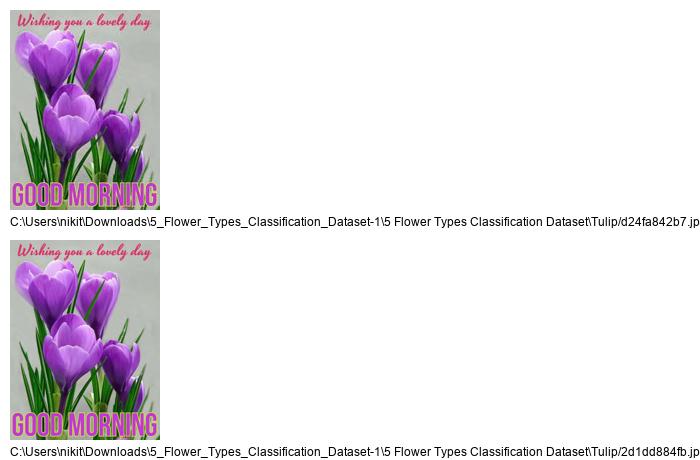 Wishing you a lovely day
GOOD MORNING
C:\Users\nikit\Downloads\5_Flower_Types_Classification_Dataset-1\5 Flower Types Classification Dataset\Tulip/d24fa842b7.jp
Wishing you a lovely day
GOOD MORNING
C:\Users\nikit\Downloads\5_Flower_Types_Classification_Dataset-1\5 Flower Types Classification Dataset\Tulip/2d1dd884fb.jp